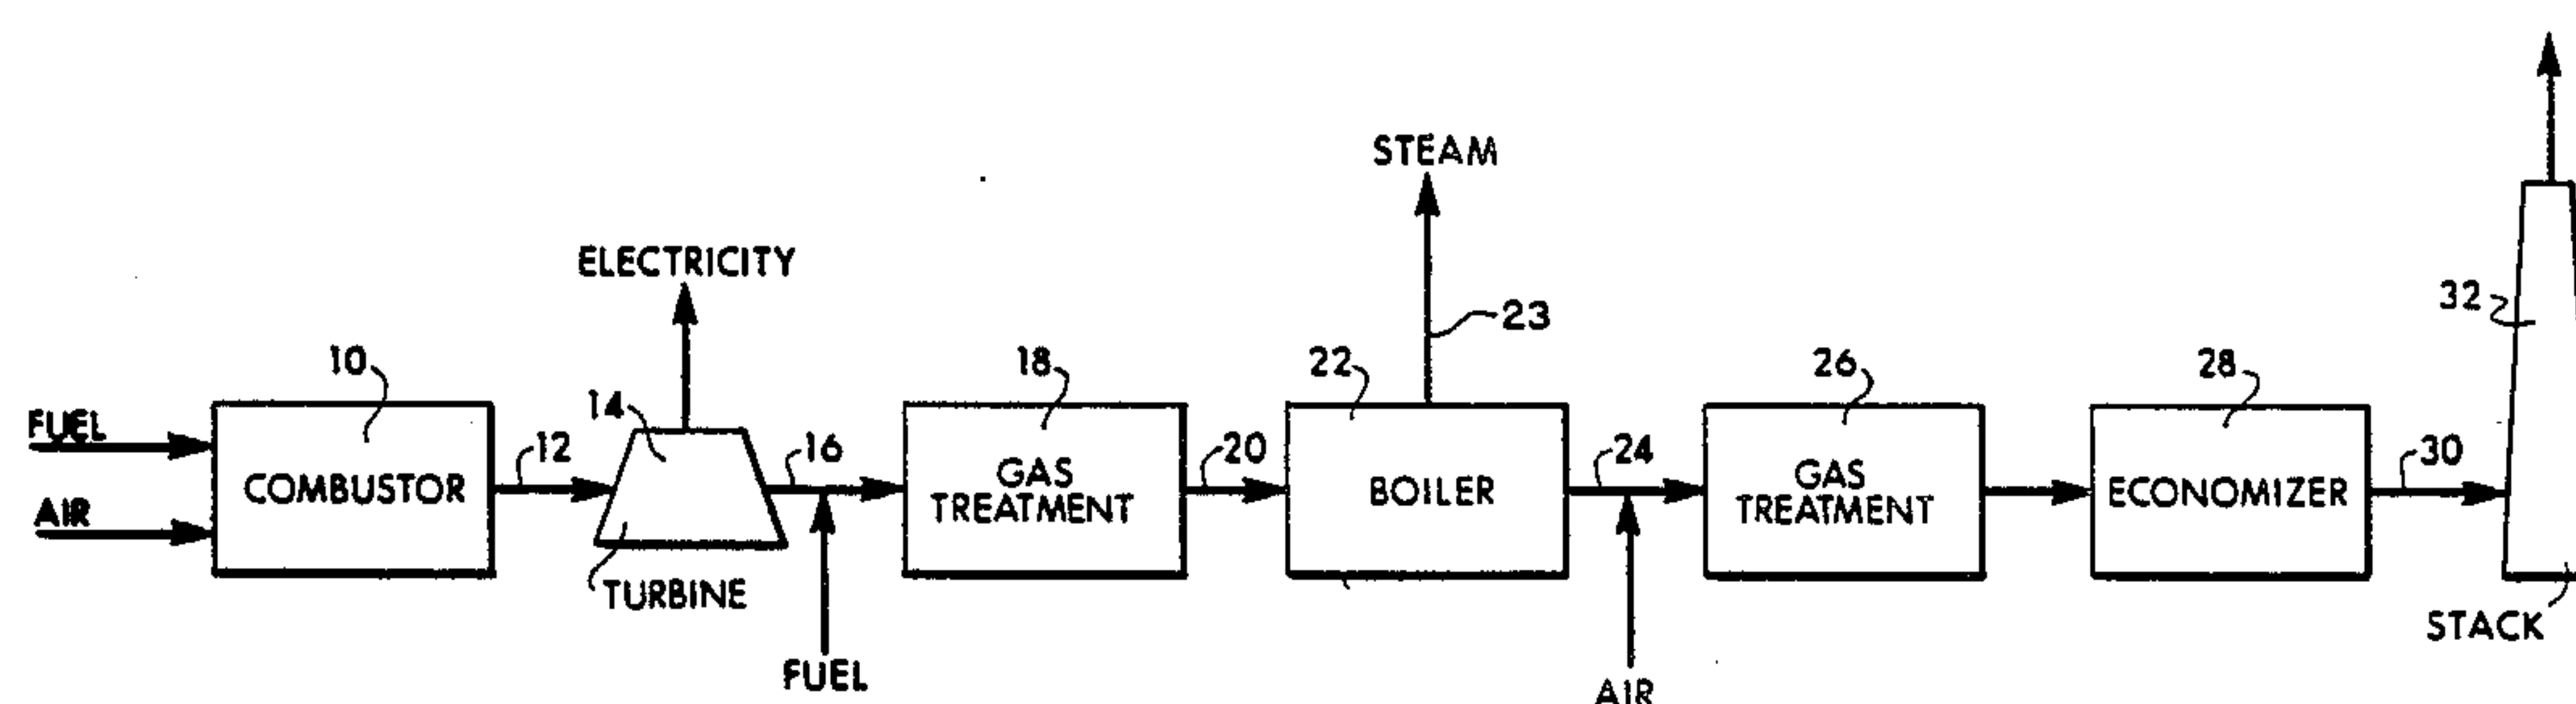 STEAM
ELECTRICITY
32
23
10
18
22
26
28
14
FUEL
12
16
20
24
30
COMBUSTOR
GAS
TREATMENT
BOILER
GAS
TREATMENT
ECONOMIZER
AIR
TURBINE
STACK
FUEL
AIR